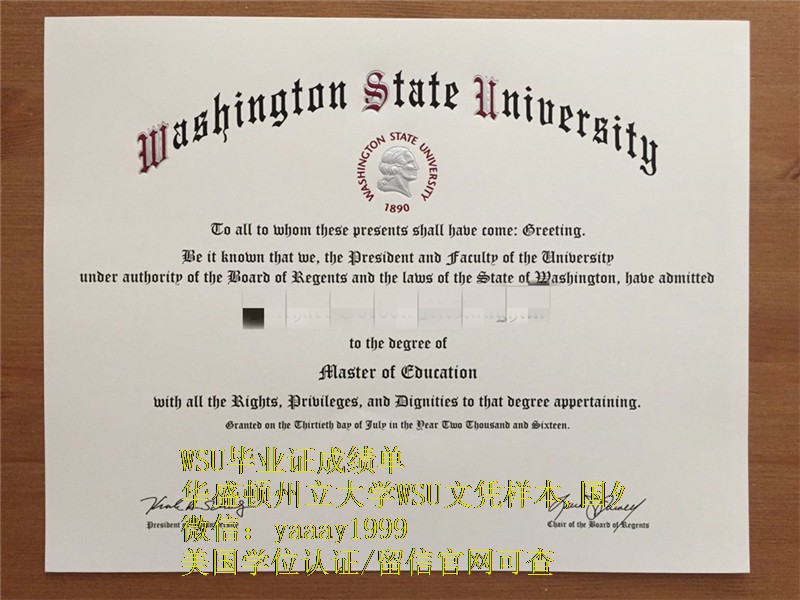 Washington State University
WASHINGTON STATE UNIVERSITY
1890
To all to whom these presents shall have come: Greeting.
Be it known that we, the President and Faculty of the University
under authority of the Board of Regents and the laws of the State of Washington, have admitted
to the degree of
Master of Education
with all the Rights, Privileges, and Dignities to that degree appertaining.
Granted on the Thirtieth day of July in the Year Two Thousand and Sixteen.
WSU毕业证成绩单
华盛顿州立大学WSU文凭样本,国外
President
Chair of the Board of Regents
微信: yaaay1999
美国学位认证/留信官网可查